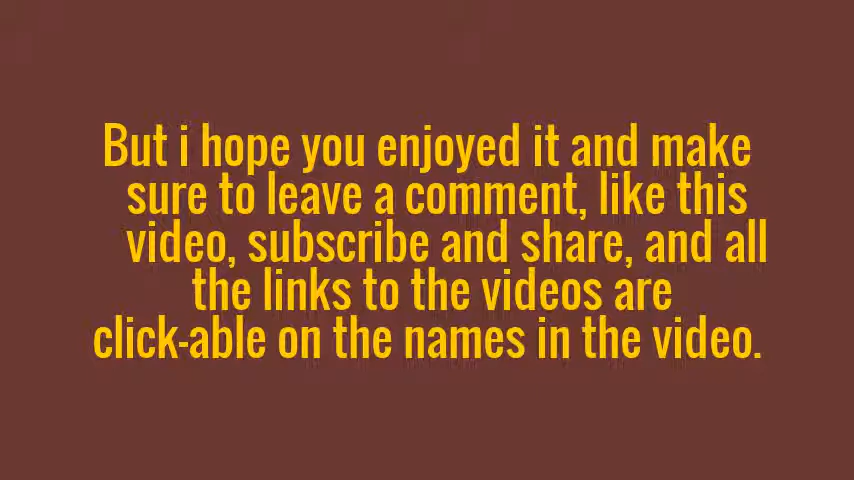 But i hope you enjoyed it and make
sure to leave a comment, like this
video, subscribe and share, and all
the links to the videos are
click-able on the names in the video.